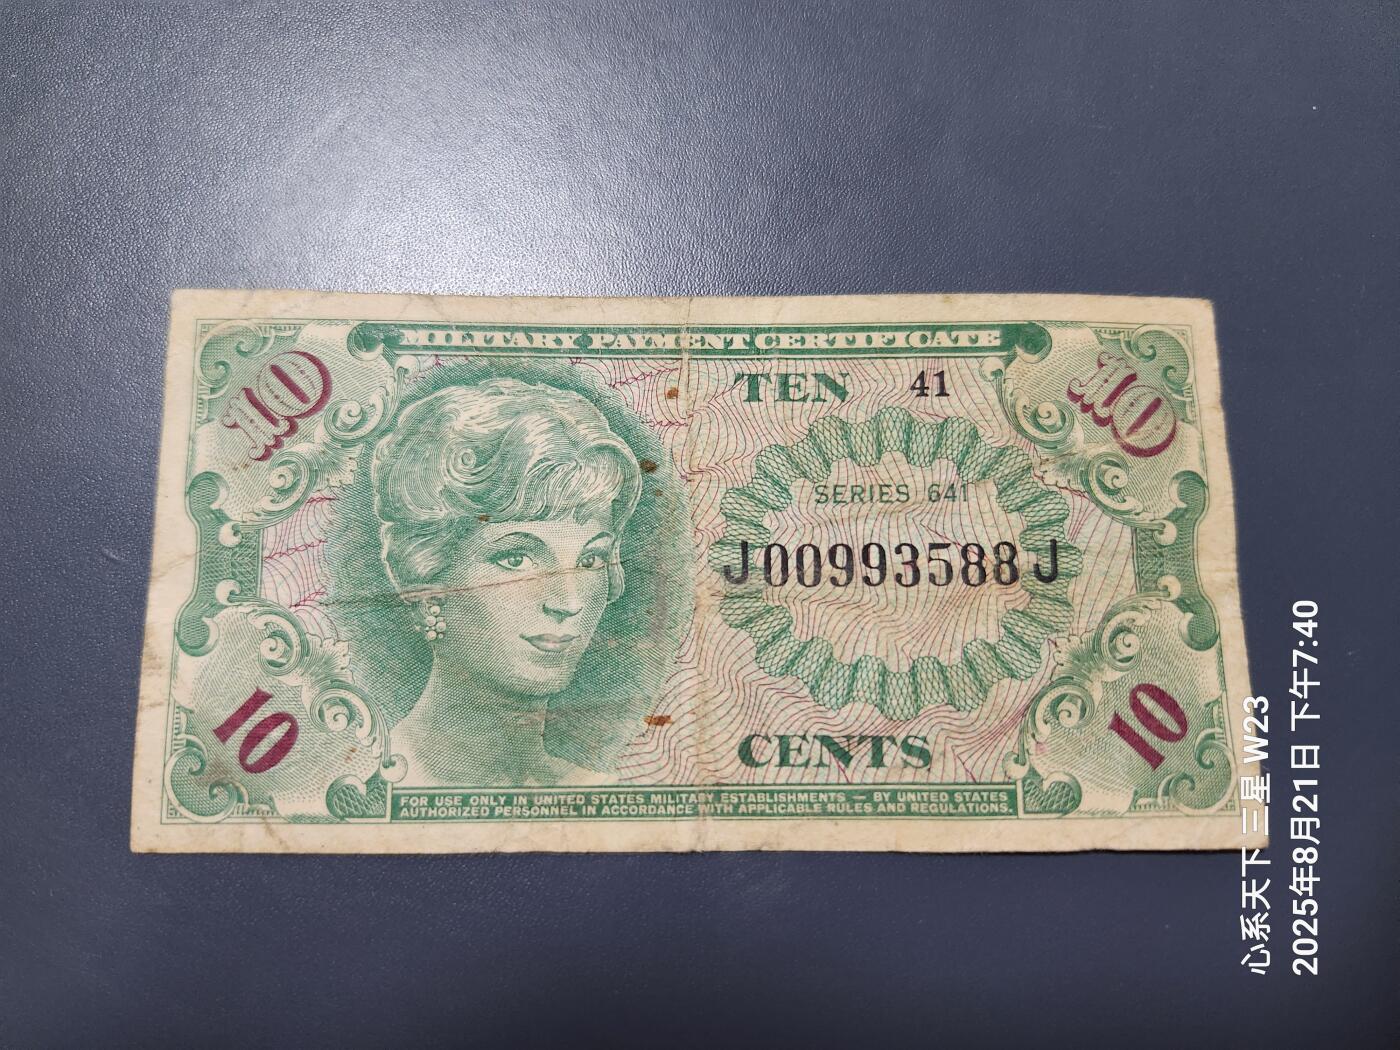 MILITARY PAYMENT CERTIFICATE
10
TEN
41
10
SERIES 641
J00993588J
10
CENTS
10
FOR USE ONLY IN UNITED STATES MILITARY ESTABLISHMENTS — BY UNITED STATES
AUTHORIZED PERSONNEL IN ACCORDANCE WITH APPLICABLE RULES AND REGULATIONS.
心系天下三星 W23
2025年8月21日 下午7:40